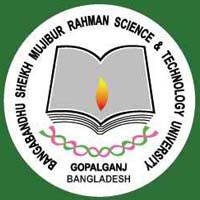 BANGABANDHU SHEIKH MUJIBUR RAHMAN SCIENCE & TECHNOLOGY UNIVERSITY
GOPALGANJ
BANGLADESH